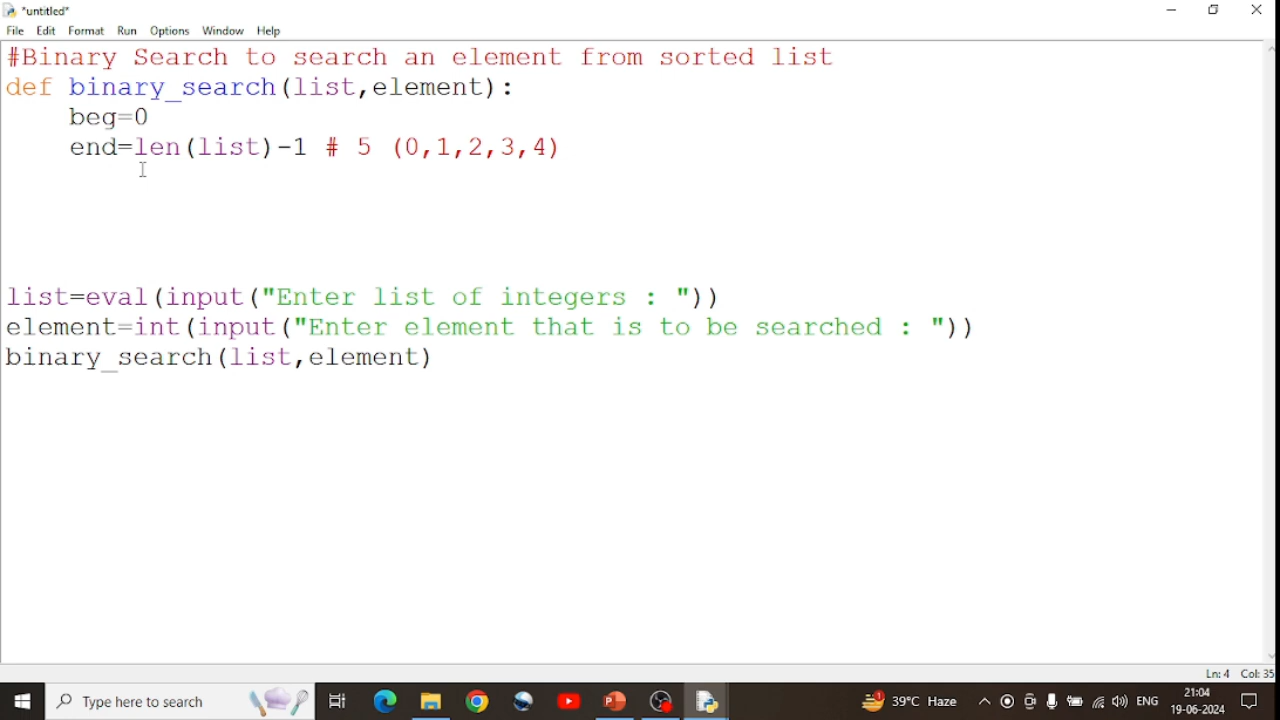 *untitled*
File Edit Format Run Options Window Help
#Binary Search to search an element from sorted list
def binary_search(list,element):
    beg=0
    end=len(list)-1 # 5 (0,1,2,3,4)
list=eval(input("Enter list of integers : "))
element=int(input("Enter element that is to be searched : "))
binary_search(list,element)
Ln: 4 Col: 35
Type here to search
1
39°C Haze
ENG
21:04
19-06-2024